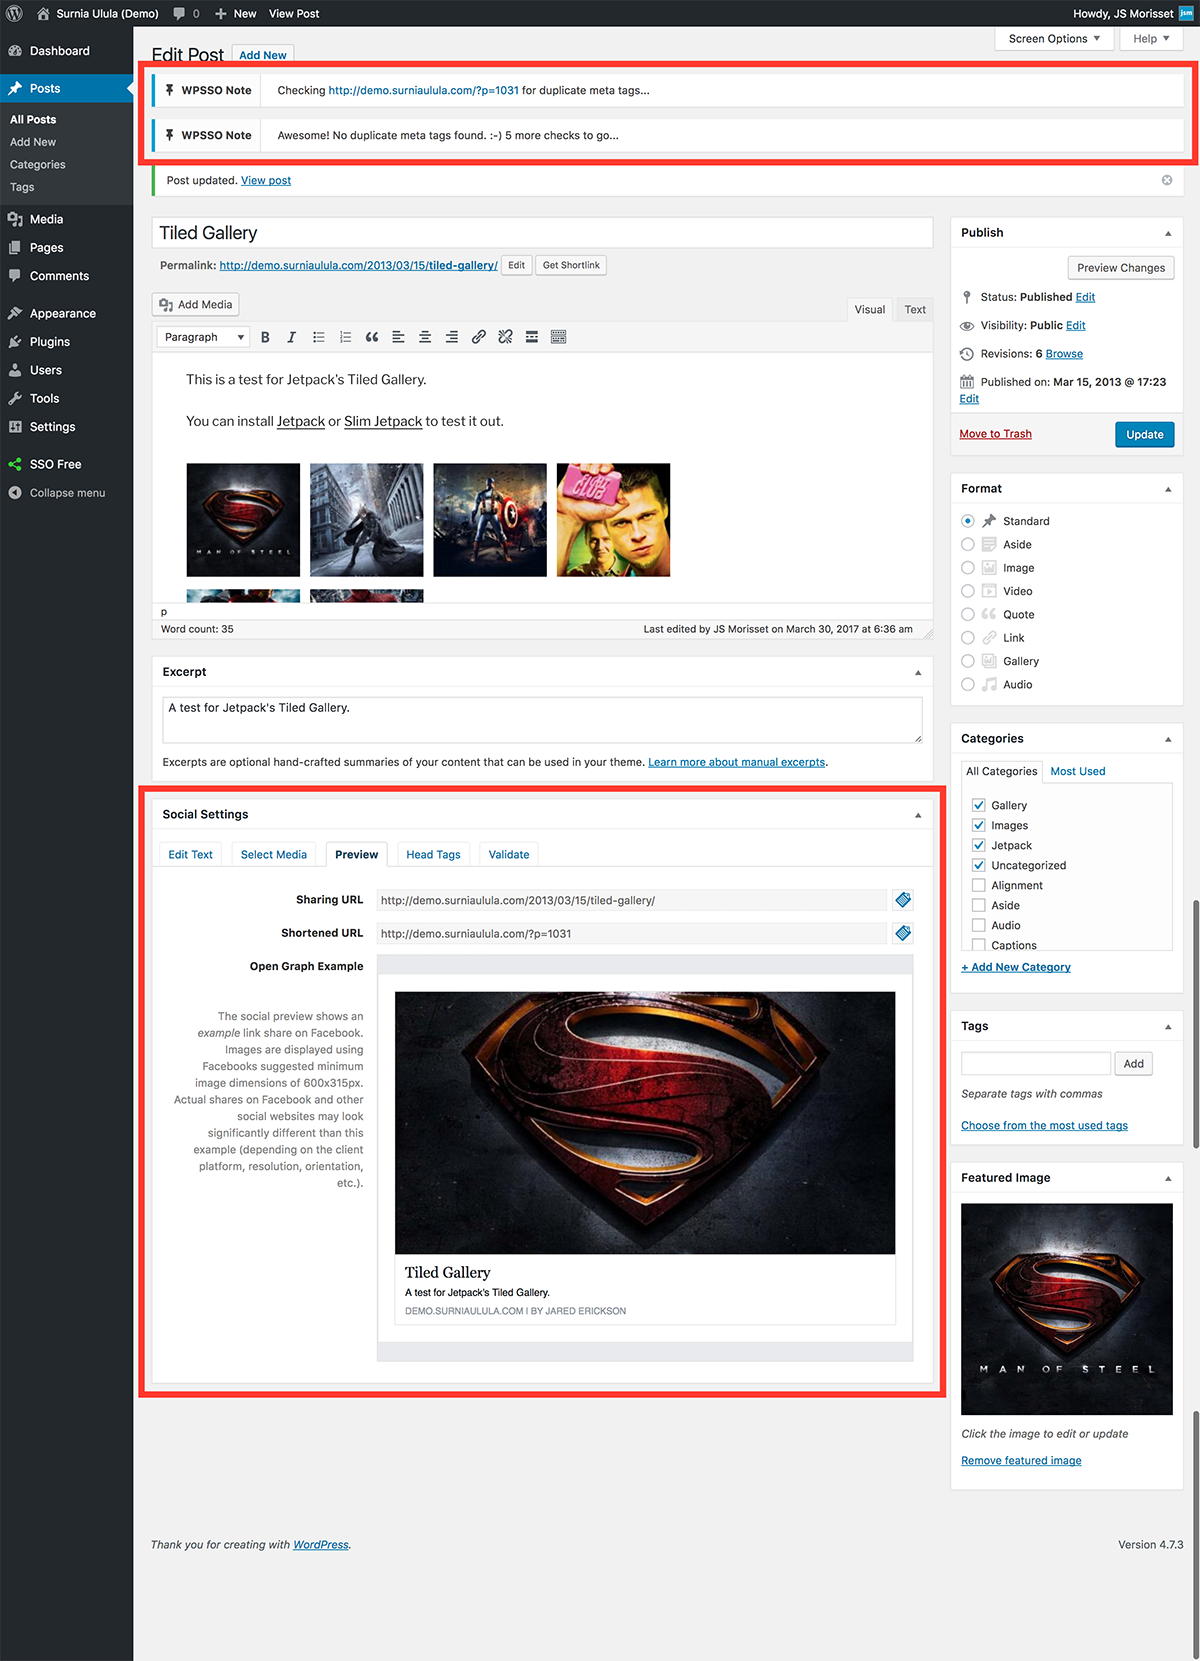 Surnia Ulula (Demo) 0 New View Post Howdy, JS Morisset jsm
Dashboard
Posts
All Posts
Add New
Categories
Tags
Media
Pages
Comments
Appearance
Plugins
Users
Tools
Settings
SSO Free
Collapse menu
Screen Options Help
Edit Post Add New
WPSSO Note Checking http://demo.surniaulula.com/?p=1031 for duplicate meta tags...
WPSSO Note Awesome! No duplicate meta tags found. :-) 5 more checks to go...
Post updated. View post
Tiled Gallery
Permalink: http://demo.surniaulula.com/2013/03/15/tiled-gallery/ Edit Get Shortlink
Add Media
Visual Text
Paragraph B I
This is a test for Jetpack's Tiled Gallery.
You can install Jetpack or Slim Jetpack to test it out.
MAN OF STEEL
FIGHT CLUB
p
Word count: 35 Last edited by JS Morisset on March 30, 2017 at 6:36 am
Excerpt
A test for Jetpack's Tiled Gallery.
Excerpts are optional hand-crafted summaries of your content that can be used in your theme. Learn more about manual excerpts.
Social Settings
Edit Text Select Media Preview Head Tags Validate
Sharing URL http://demo.surniaulula.com/2013/03/15/tiled-gallery/
Shortened URL http://demo.surniaulula.com/?p=1031
Open Graph Example
The social preview shows an
example link share on Facebook.
Images are displayed using
Facebooks suggested minimum
image dimensions of 600x315px.
Actual shares on Facebook and other
social websites may look
significantly different than this
example (depending on the client
platform, resolution, orientation,
etc.).
Tiled Gallery
A test for Jetpack's Tiled Gallery.
DEMO.SURNIAULULA.COM | BY JARED ERICKSON
Publish
Preview Changes
Status: Published Edit
Visibility: Public Edit
Revisions: 6 Browse
Published on: Mar 15, 2013 @ 17:23
Edit
Move to Trash Update
Format
Standard
Aside
Image
Video
Quote
Link
Gallery
Audio
Categories
All Categories Most Used
Gallery
Images
Jetpack
Uncategorized
Alignment
Aside
Audio
Captions
+ Add New Category
Tags
Add
Separate tags with commas
Choose from the most used tags
Featured Image
MAN OF STEEL
Click the image to edit or update
Remove featured image
Thank you for creating with WordPress. Version 4.7.3